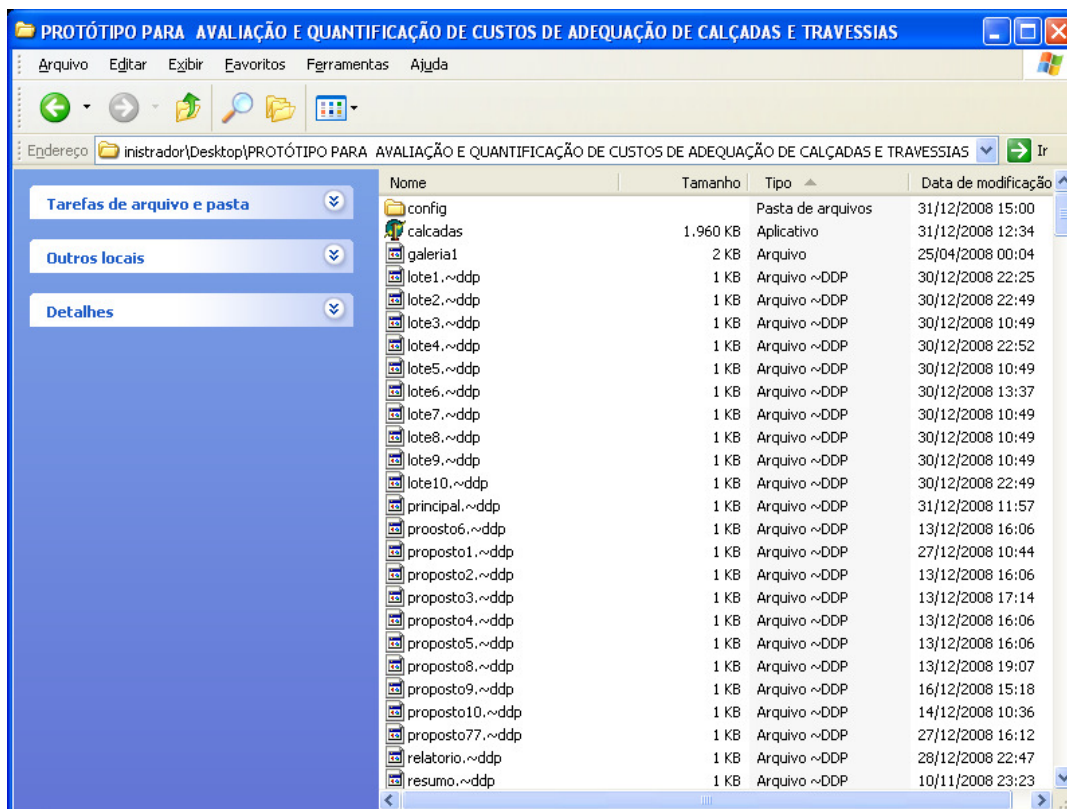 PROTÓTIPO PARA  AVALIAÇÃO E QUANTIFICAÇÃO DE CUSTOS DE ADEQUAÇÃO DE CALÇADAS E TRAVESSIAS
Arquivo Editar Exibir Favoritos Ferramentas Ajuda
Endereço inistrador\Desktop\PROTÓTIPO PARA  AVALIAÇÃO E QUANTIFICAÇÃO DE CUSTOS DE ADEQUAÇÃO DE CALÇADAS E TRAVESSIAS Ir
Tarefas de arquivo e pasta
Outros locais
Detalhes
Nome Tamanho Tipo Data de modificação
config Pasta de arquivos 31/12/2008 15:00
calcadas 1.960 KB Aplicativo 31/12/2008 12:34
galeria1 2 KB Arquivo 25/04/2008 00:04
lote1.~ddp 1 KB Arquivo ~DDP 30/12/2008 22:25
lote2.~ddp 1 KB Arquivo ~DDP 30/12/2008 22:49
lote3.~ddp 1 KB Arquivo ~DDP 30/12/2008 10:49
lote4.~ddp 1 KB Arquivo ~DDP 30/12/2008 22:52
lote5.~ddp 1 KB Arquivo ~DDP 30/12/2008 10:49
lote6.~ddp 1 KB Arquivo ~DDP 30/12/2008 13:37
lote7.~ddp 1 KB Arquivo ~DDP 30/12/2008 10:49
lote8.~ddp 1 KB Arquivo ~DDP 30/12/2008 10:49
lote9.~ddp 1 KB Arquivo ~DDP 30/12/2008 10:49
lote10.~ddp 1 KB Arquivo ~DDP 30/12/2008 22:49
principal.~ddp 1 KB Arquivo ~DDP 31/12/2008 11:57
proosto6.~ddp 1 KB Arquivo ~DDP 13/12/2008 16:06
proposto1.~ddp 1 KB Arquivo ~DDP 27/12/2008 10:44
proposto2.~ddp 1 KB Arquivo ~DDP 13/12/2008 16:06
proposto3.~ddp 1 KB Arquivo ~DDP 13/12/2008 17:14
proposto4.~ddp 1 KB Arquivo ~DDP 13/12/2008 16:06
proposto5.~ddp 1 KB Arquivo ~DDP 13/12/2008 16:06
proposto8.~ddp 1 KB Arquivo ~DDP 13/12/2008 19:07
proposto9.~ddp 1 KB Arquivo ~DDP 16/12/2008 15:18
proposto10.~ddp 1 KB Arquivo ~DDP 14/12/2008 10:36
proposto77.~ddp 1 KB Arquivo ~DDP 27/12/2008 16:12
relatorio.~ddp 1 KB Arquivo ~DDP 28/12/2008 22:47
resumo.~ddp 1 KB Arquivo ~DDP 10/11/2008 23:23